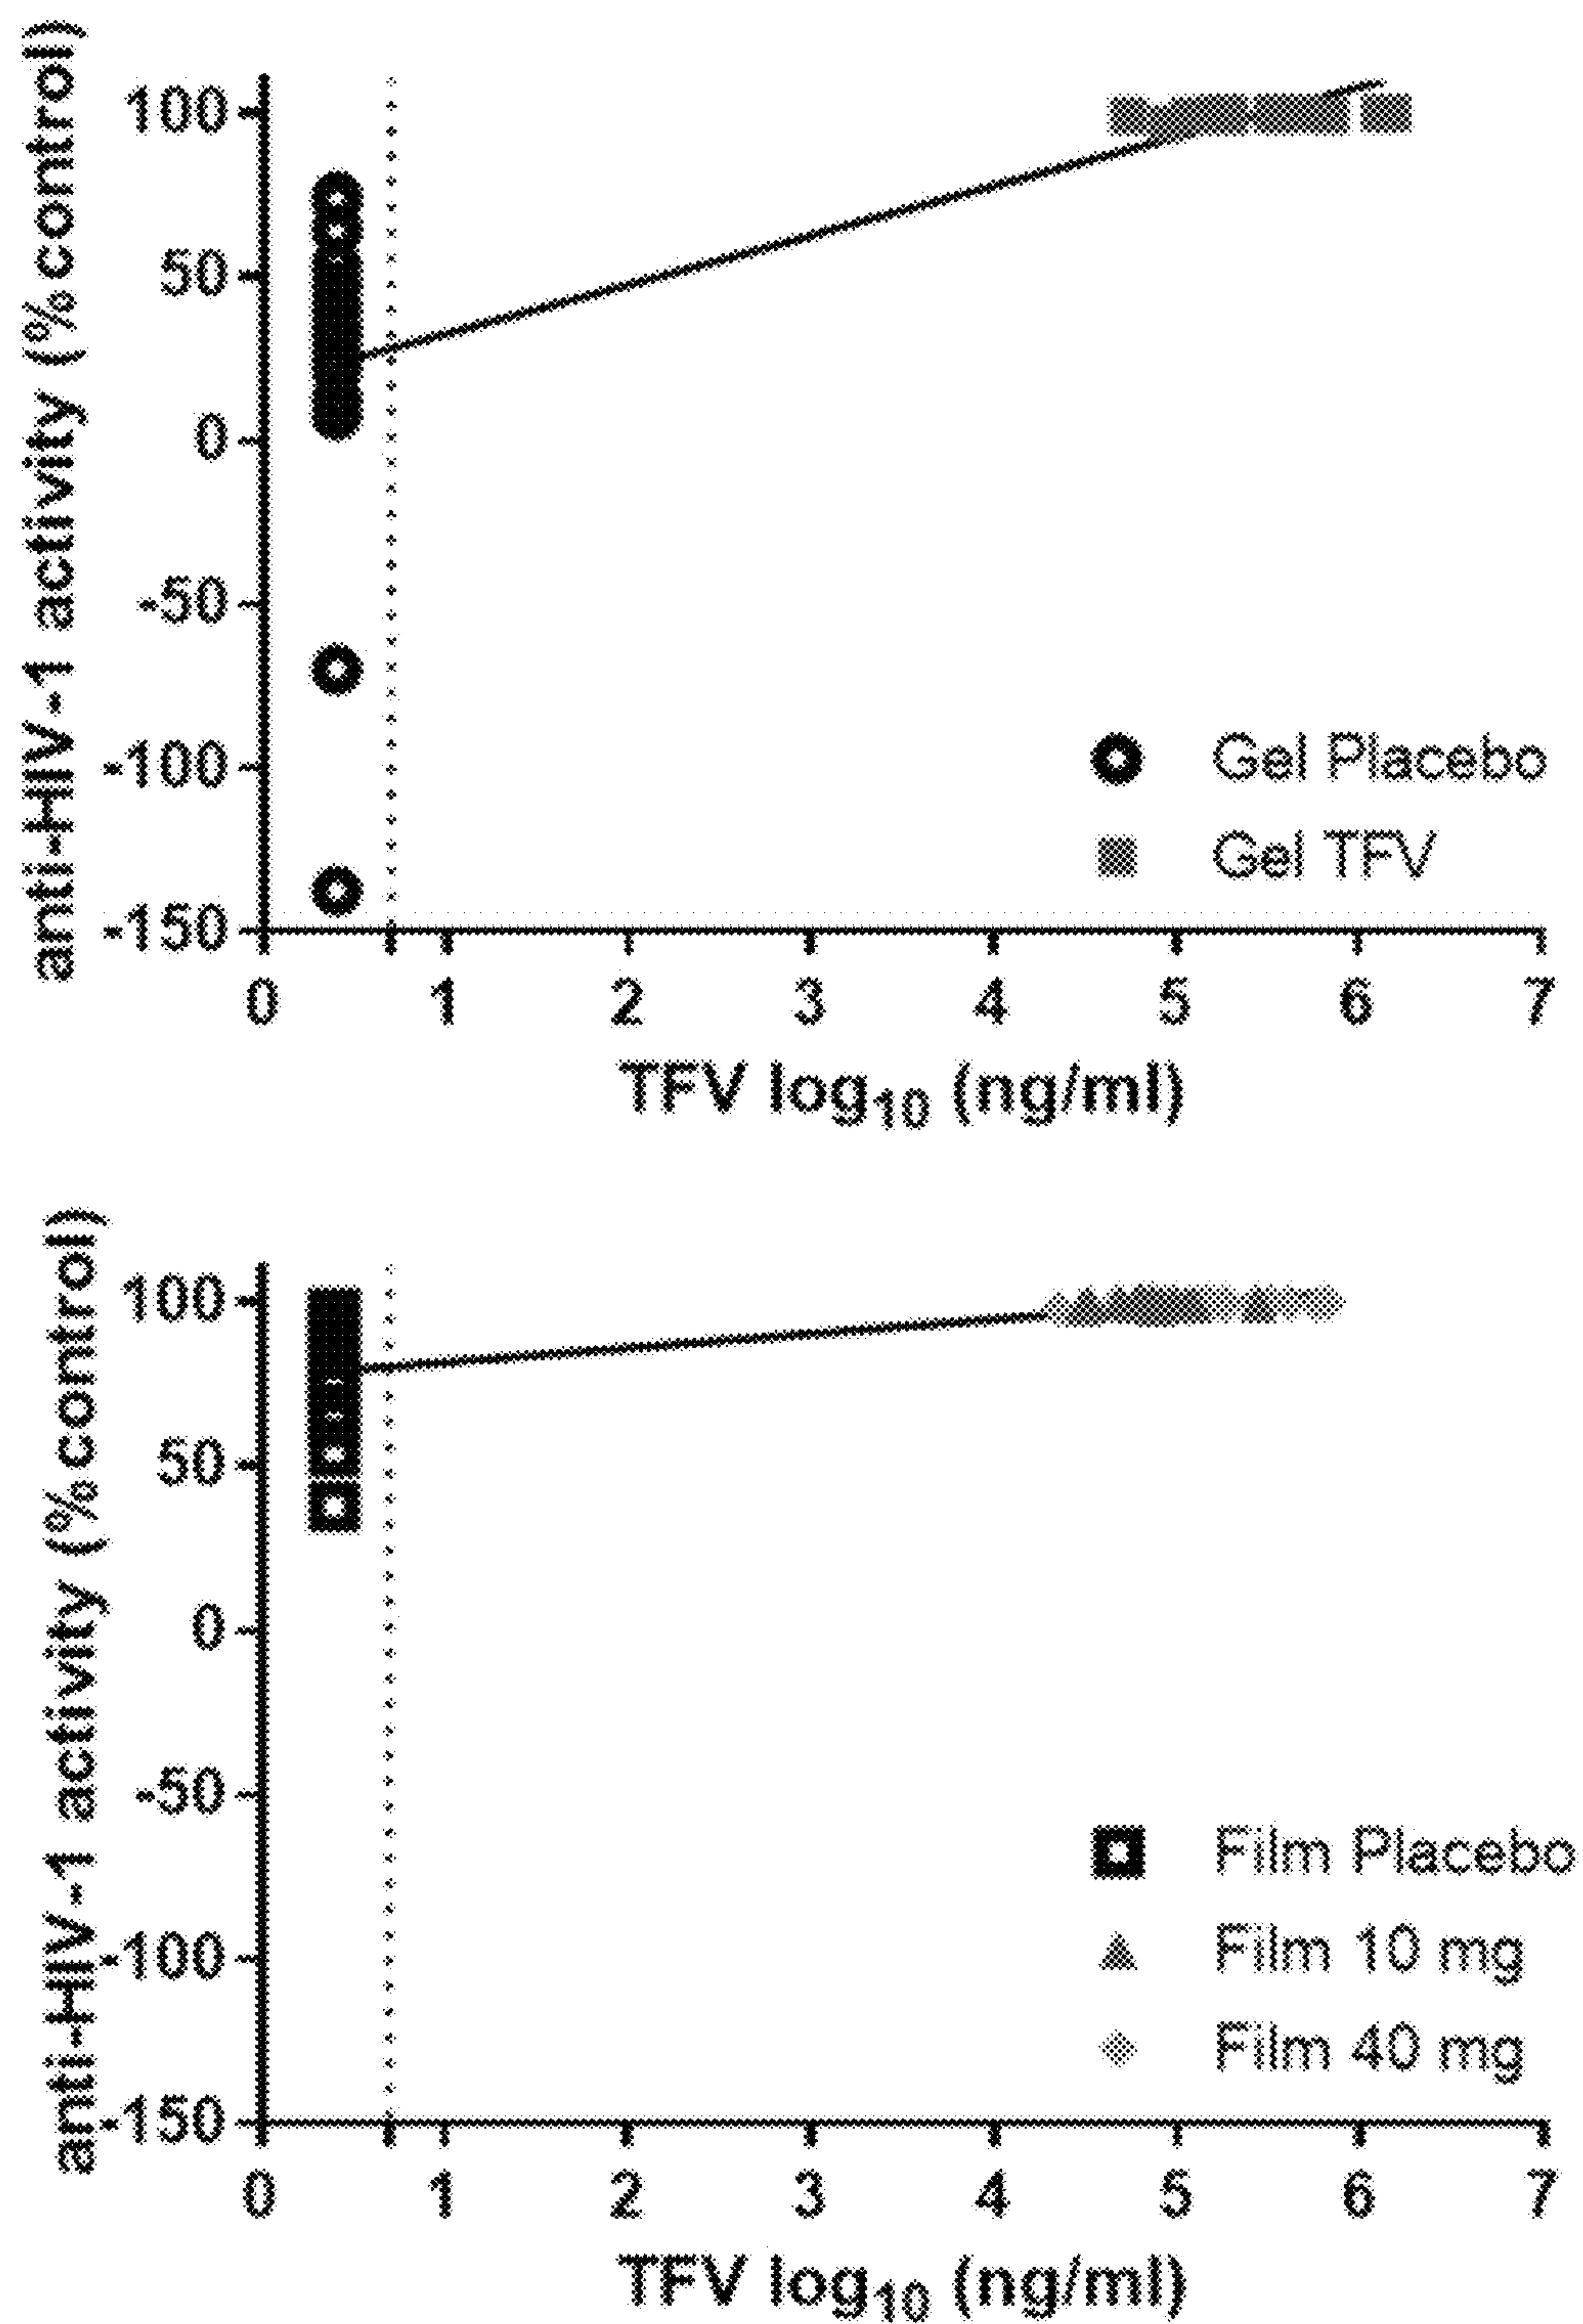 anti-HIV-1 activity (%control)
100
50
0
-50
-100
-150
Gel Placebo
Gel TFV
0 1 2 3 4 5 6 7
TFV log10 (ng/ml)
anti-HIV-1 activity (%control)
100
50
0
-50
-100
-150
Film Placebo
Film 10 mg
Film 40 mg
0 1 2 3 4 5 6 7
TFV log10 (ng/ml)